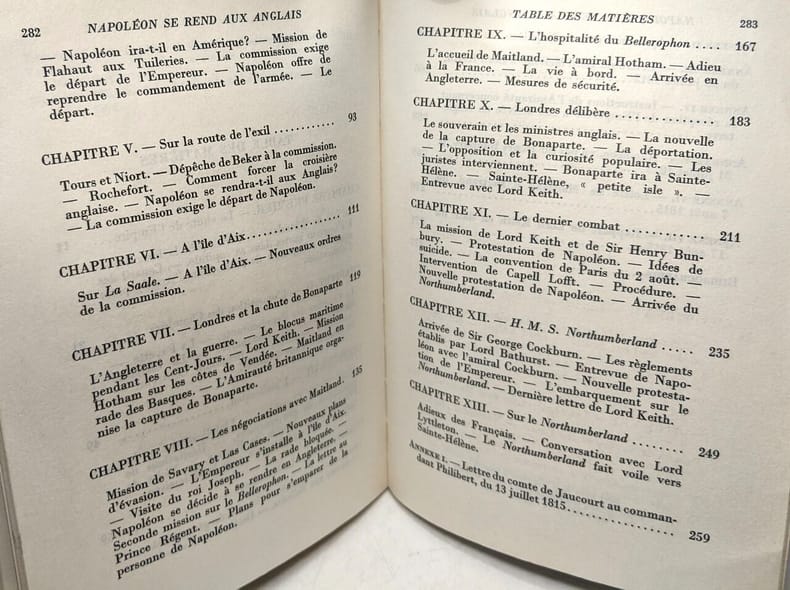 282
NAPOLÉON SE REND AUX ANGLAIS
— Napoléon ira-t-il en Amérique? — Mission de
Flahaut aux Tuileries. — La commission exige
le départ de l'Empereur. — Napoléon offre de
reprendre le commandement de l'armée. — Le
départ.
CHAPITRE V. — Sur la route de l'exil ........... 93
Tours et Niort. — Dépêche de Beker à la commission.
— Rochefort. — Comment forcer la croisière
anglaise. — Napoléon se rendra-t-il aux Anglais?
— La commission exige le départ de Napoléon.
CHAPITRE VI. — A l'île d'Aix................ 111
Sur La Saale. — A l'île d'Aix. — Nouveaux ordres
de la commission.
CHAPITRE VII. — Londres et la chute de Bonaparte 119
L'Angleterre et la guerre. — Le blocus maritime
pendant les Cent-Jours. — Lord Keith. — Mission
Hotham sur les côtes de Vendée. — Maitland en
rade des Basques. — L'Amirauté britannique orga-
nise la capture de Bonaparte.
CHAPITRE VIII. — Les négociations avec Maitland. 135
Mission de Savary et Las Cases. — Nouveaux plans
d'évasion. — L'Empereur s'installe à l'île d'Aix.
— Visite du roi Joseph. — La rade bloquée. —
Napoléon se décide à se rendre en Angleterre. —
Seconde mission sur le Bellerophon. — La lettre au
Prince Régent. — Plans pour s'emparer de la
personne de Napoléon.
TABLE DES MATIÈRES
283
CHAPITRE IX. — L'hospitalité du Bellerophon .... 167
L'accueil de Maitland. — L'amiral Hotham. — Adieu
à la France. — La vie à bord. — Arrivée en
Angleterre. — Mesures de sécurité.
CHAPITRE X. — Londres délibère .............. 183
Le souverain et les ministres anglais. — La nouvelle
de la capture de Bonaparte. — La déportation.
— L'opposition et la curiosité populaire. — Les
juristes interviennent. — Bonaparte ira à Sainte-
Hélène. — Sainte-Hélène, « petite isle ». —
Entrevue avec Lord Keith.
CHAPITRE XI. — Le dernier combat ............ 211
La mission de Lord Keith et de Sir Henry Bun-
bury. — Protestation de Napoléon. — Idées de
suicide. — La convention de Paris du 2 août. —
Intervention de Capell Lofft. — Procédure. —
Nouvelle protestation de Napoléon. — Arrivée du
Northumberland.
CHAPITRE XII. — H. M. S. Northumberland ..... 235
Arrivée de Sir George Cockburn. — Les règlements
établis par Lord Bathurst. — Entrevue de Napo-
léon avec l'amiral Cockburn. — Nouvelle protesta-
tion de l'Empereur. — L'embarquement sur le
Northumberland. — Dernière lettre de Lord Keith.
CHAPITRE XIII. — Sur le Northumberland ........ 249
Adieux des Français. — Conversation avec Lord
Lyttleton. — Le Northumberland fait voile vers
Sainte-Hélène.
ANNEXE I. — Lettre du comte de Jaucourt au comman-
dant Philibert, du 13 juillet 1815................ 259